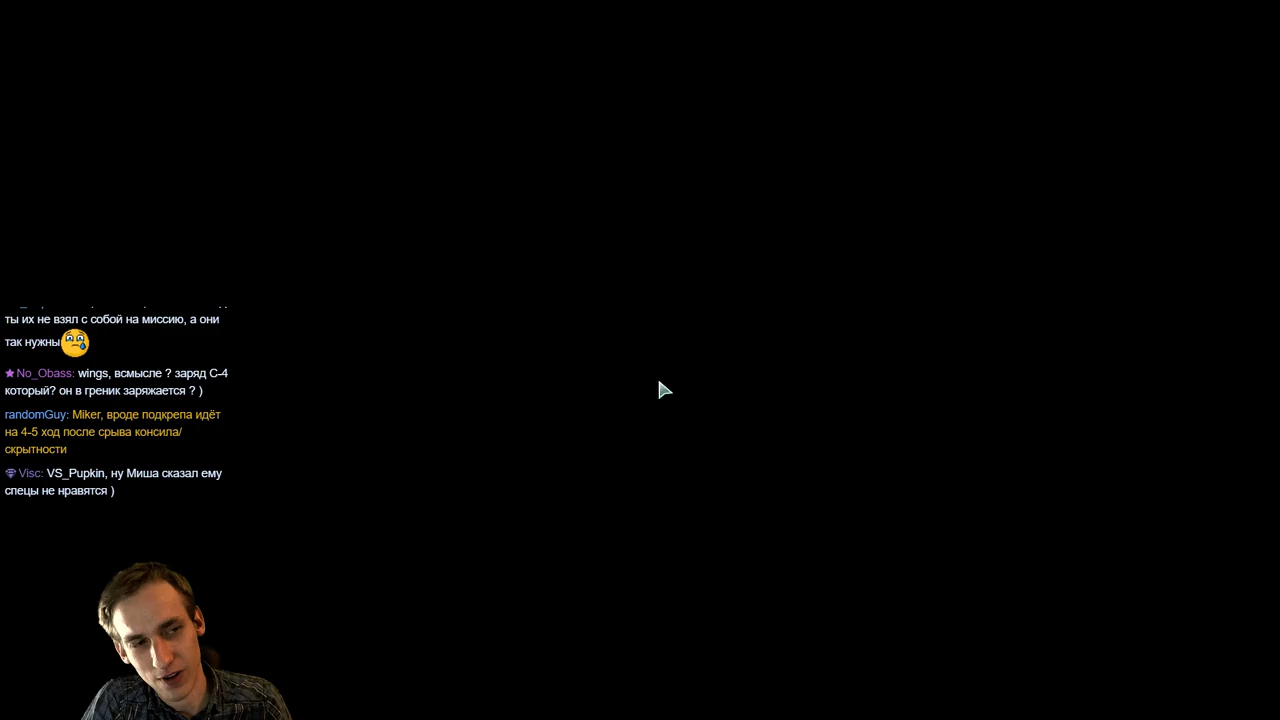 ты их не взял с собой на миссию, а они
так нужны
No_Obass: wings, всмысле ? заряд С-4
который? он в греник заряжается ? )
randomGuy: Miker, вроде подкрепа идёт
на 4-5 ход после срыва консила/
скрытности
Visc: VS_Pupkin, ну Миша сказал ему
спецы не нравятся )